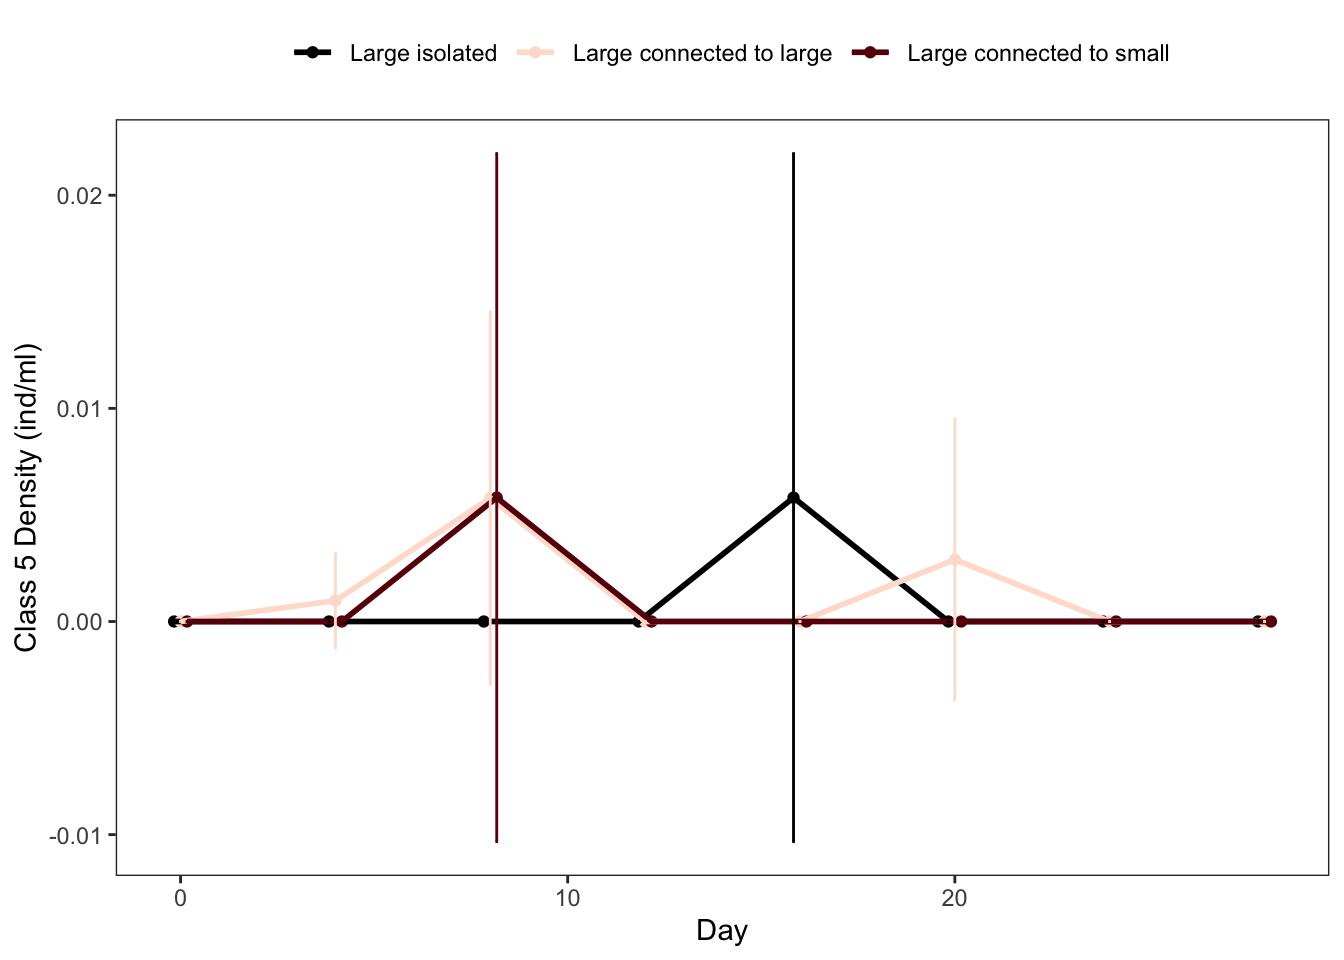 Large isolated Large connected to large Large connected to small
0.02
0.01
0.00
-0.01
Class 5 Density (ind/ml)
0 10 20
Day